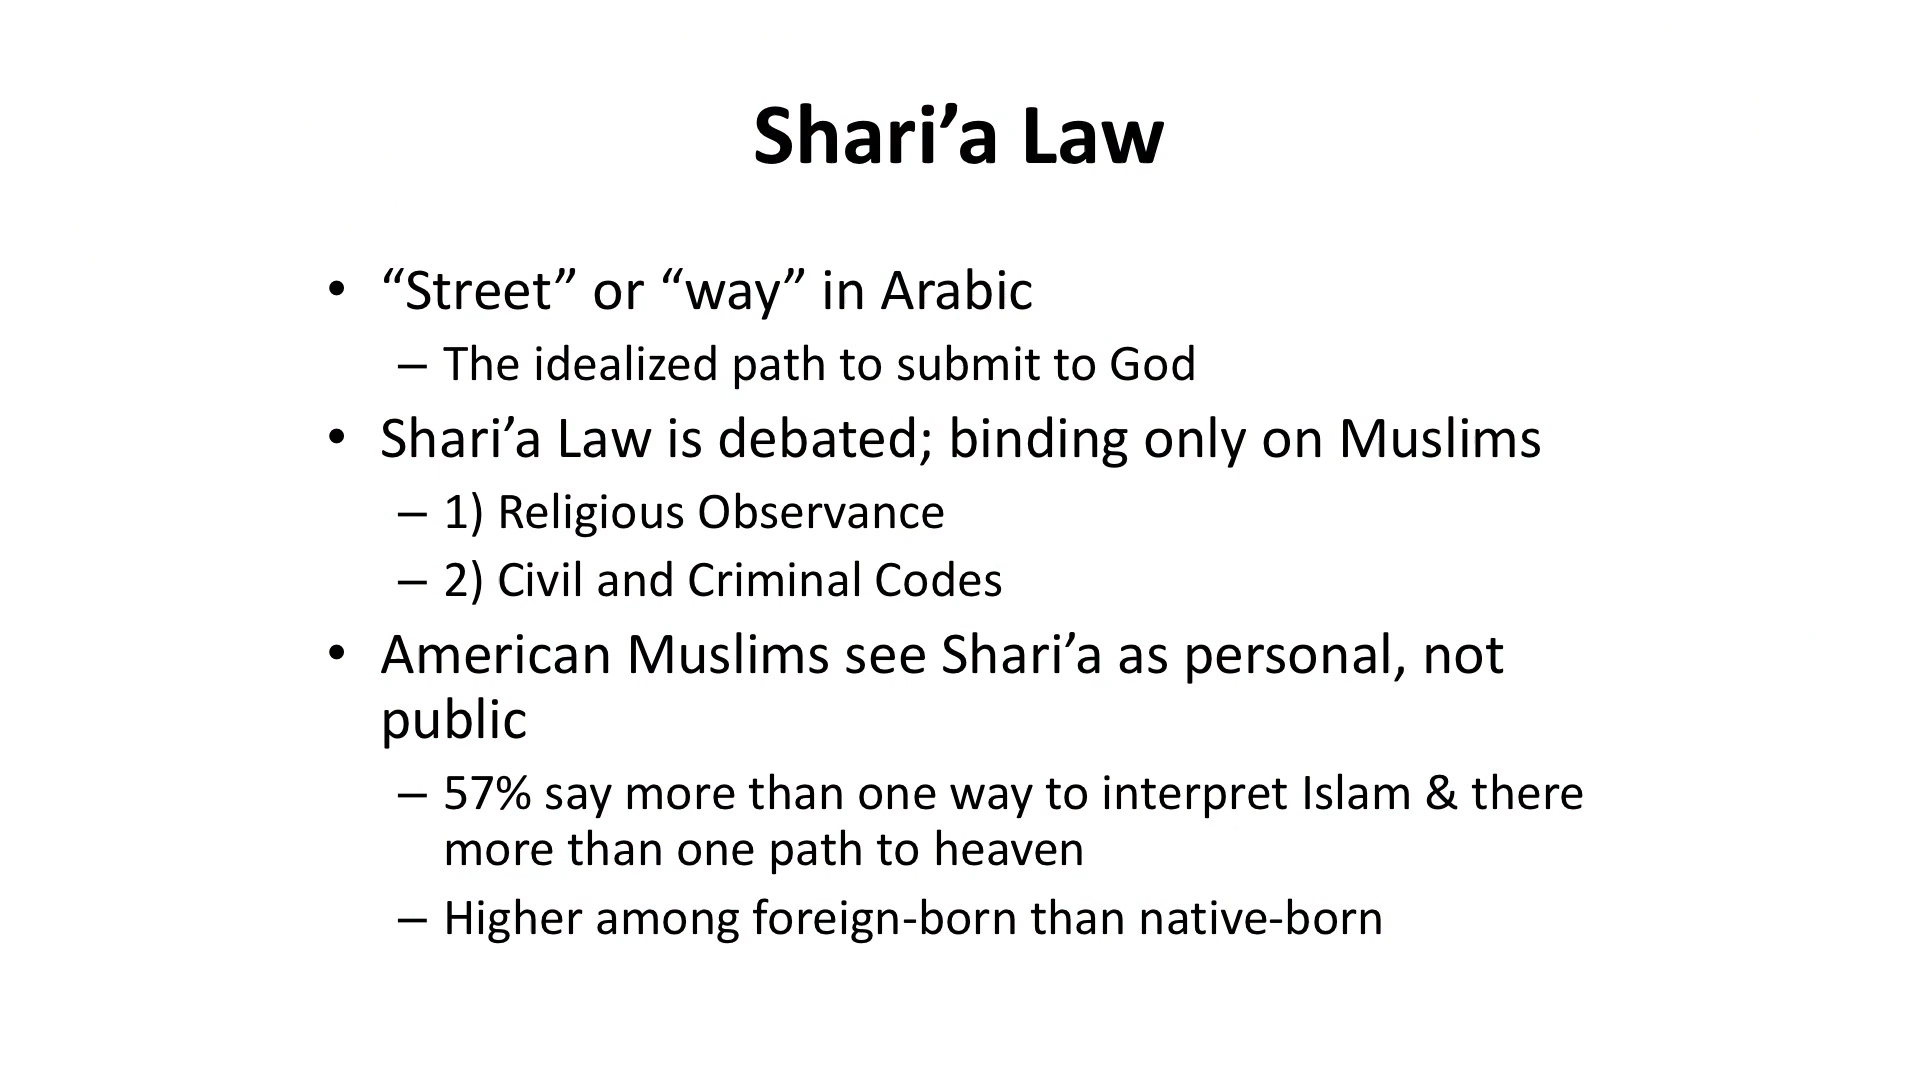 Shari’a Law
• “Street” or “way” in Arabic
– The idealized path to submit to God
• Shari’a Law is debated; binding only on Muslims
– 1) Religious Observance
– 2) Civil and Criminal Codes
• American Muslims see Shari’a as personal, not
public
– 57% say more than one way to interpret Islam & there
more than one path to heaven
– Higher among foreign-born than native-born